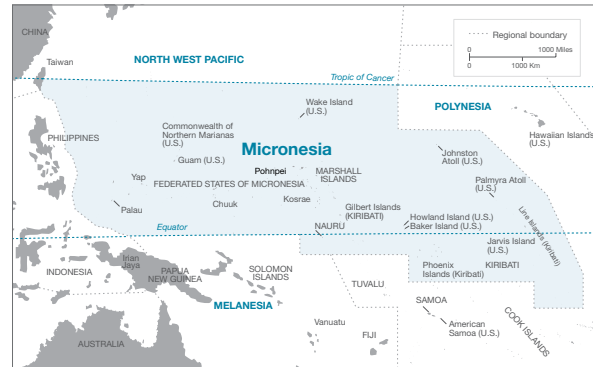 CHINA
Taiwan
NORTH WEST PACIFIC
Regional boundary
0
1000 Miles
0
1000 Km
Tropic of Cancer
Wake Island
(U.S.)
POLYNESIA
Hawaiian Islands
(U.S.)
PHILIPPINES
Commonwealth of
Northern Marianas
(U.S.)
Guam (U.S.)
Micronesia
Johnston
Atoll (U.S.)
Pohnpei
MARSHALL
ISLANDS
Yap
FEDERATED STATES OF MICRONESIA
Palmyra Atoll
(U.S.)
Palau
Chuuk
Kosrae
Gilbert Islands
(KIRIBATI)
Howland Island (U.S.)
Baker Island (U.S.)
Line Islands (Kiribati)
Equator
NAURU
Jarvis Island
(U.S.)
INDONESIA
Irian
Jaya
PAPUA
NEW GUINEA
SOLOMON
ISLANDS
Phoenix
Islands (Kiribati)
KIRIBATI
TUVALU
MELANESIA
SAMOA
American
Samoa (U.S.)
COOK ISLANDS
Vanuatu
FIJI
AUSTRALIA